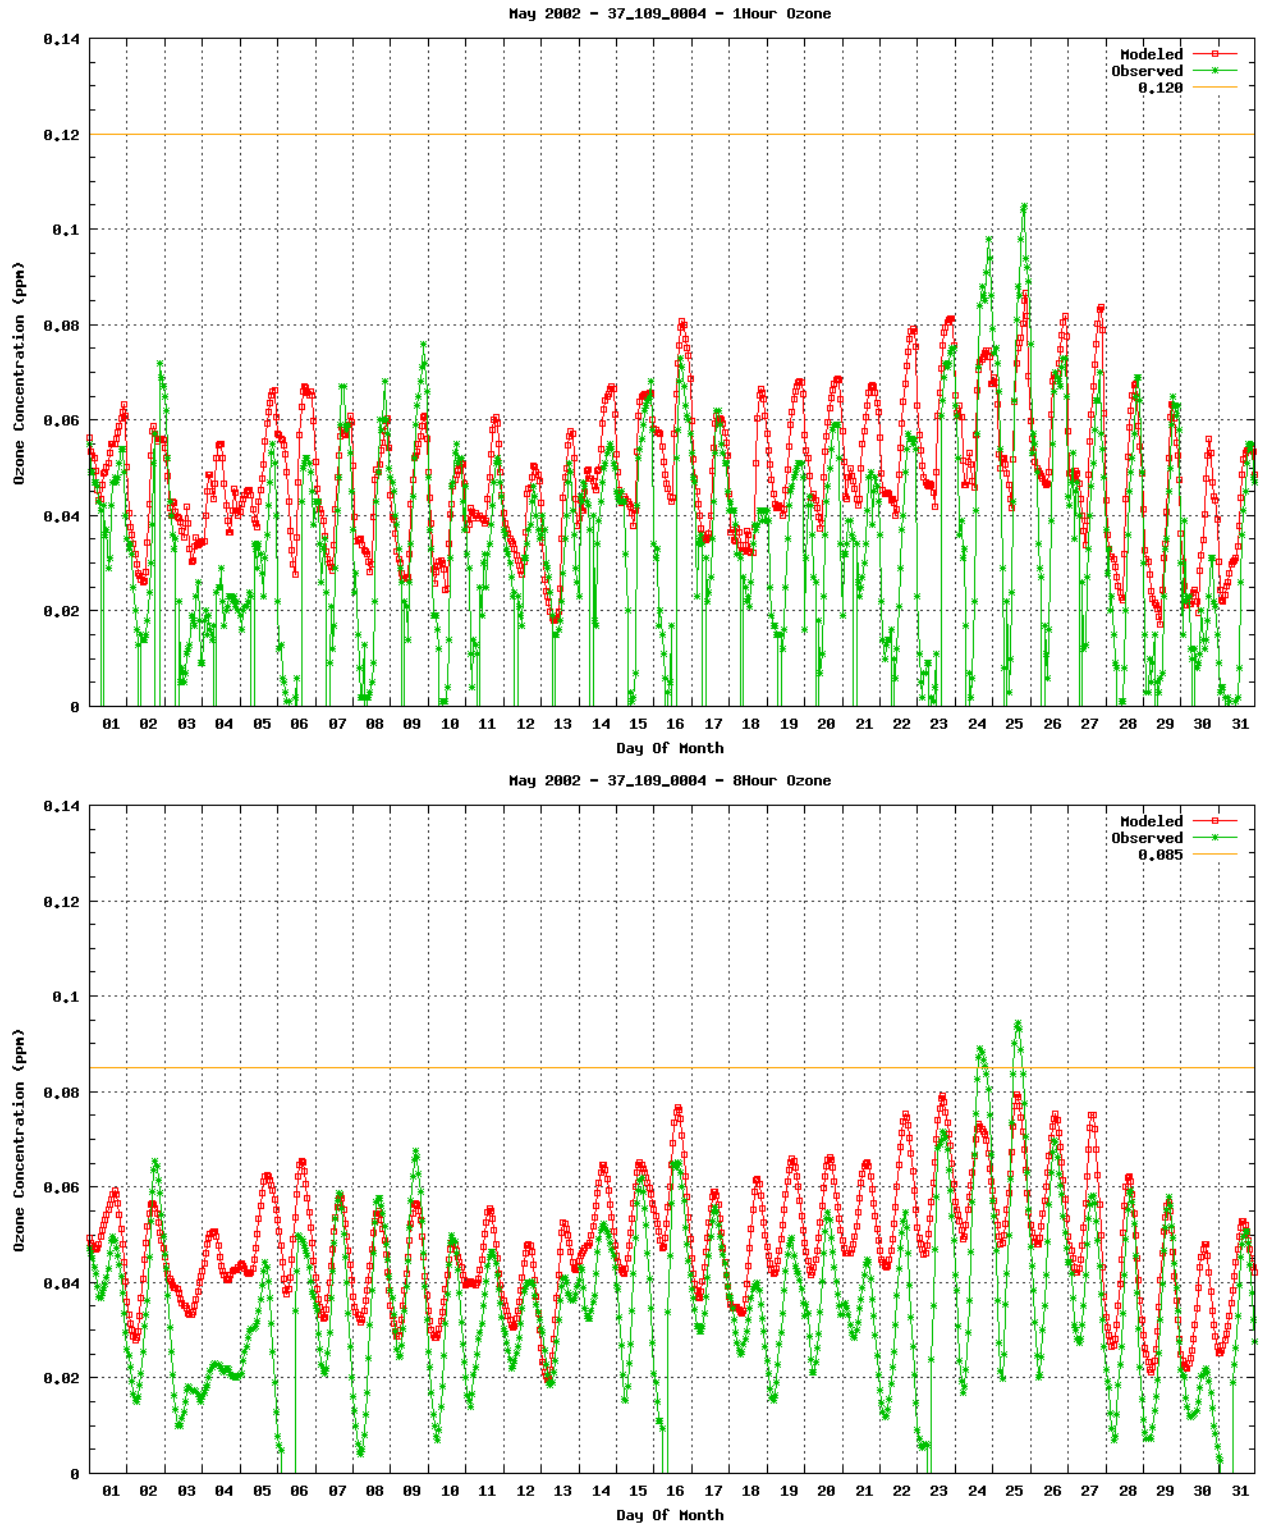 May 2002 - 37_109_0004 - 1Hour Ozone
0.14
Modeled
Observed
0.120
0.12
0.1
0.08
0.06
0.04
0.02
0
Ozone Concentration (ppm)
01 02 03 04 05 06 07 08 09 10 11 12 13 14 15 16 17 18 19 20 21 22 23 24 25 26 27 28 29 30 31
Day Of Month
May 2002 - 37_109_0004 - 8Hour Ozone
0.14
Modeled
Observed
0.085
0.12
0.1
0.08
0.06
0.04
0.02
0
Ozone Concentration (ppm)
01 02 03 04 05 06 07 08 09 10 11 12 13 14 15 16 17 18 19 20 21 22 23 24 25 26 27 28 29 30 31
Day Of Month